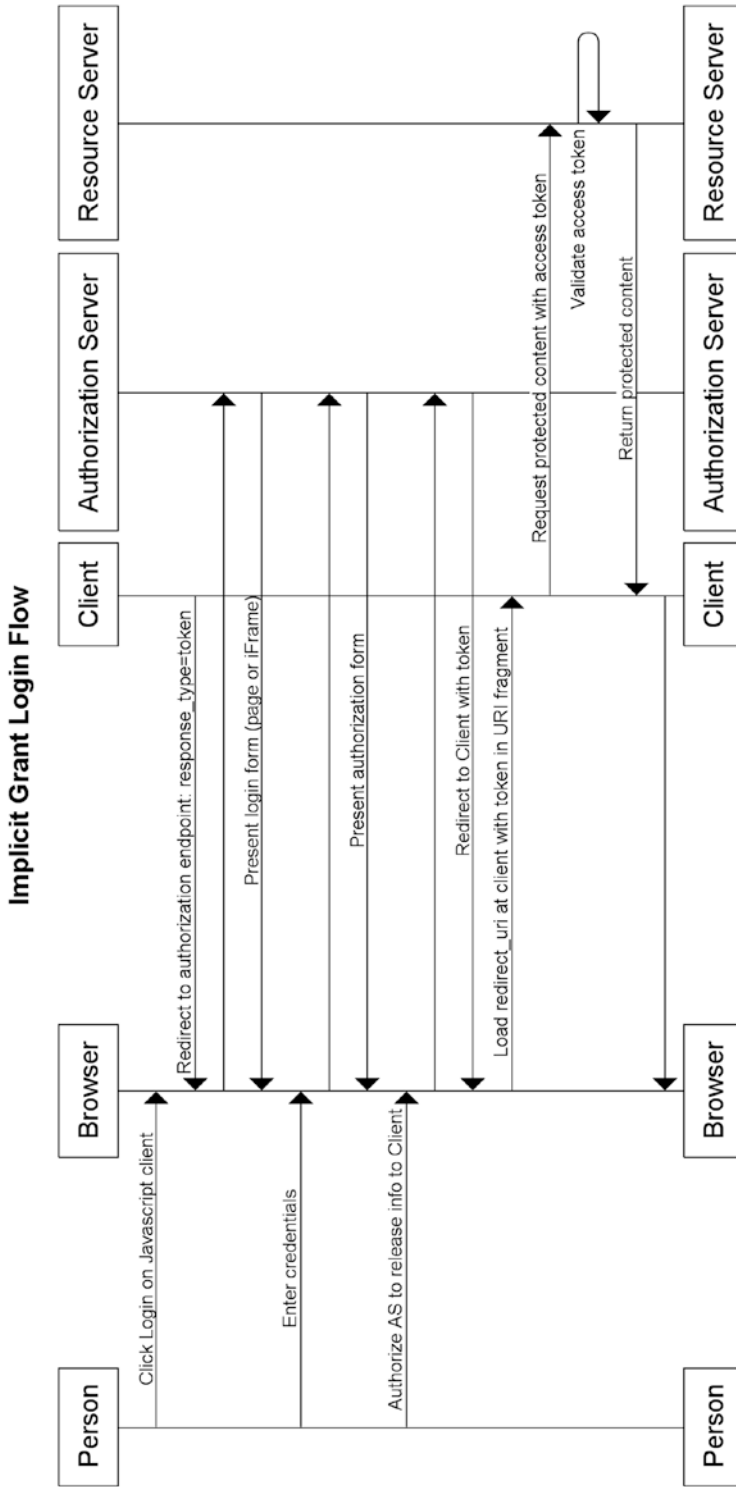 Implicit Grant Login Flow
Person
Browser
Client
Authorization Server
Resource Server
Click Login on Javascript client
Redirect to authorization endpoint: response_type=token
Present login form (page or iFrame)
Enter credentials
Present authorization form
Authorize AS to release info to Client
Redirect to Client with token
Load redirect_uri at client with token in URI fragment
Request protected content with access token
Validate access token
Return protected content
Person
Browser
Client
Authorization Server
Resource Server